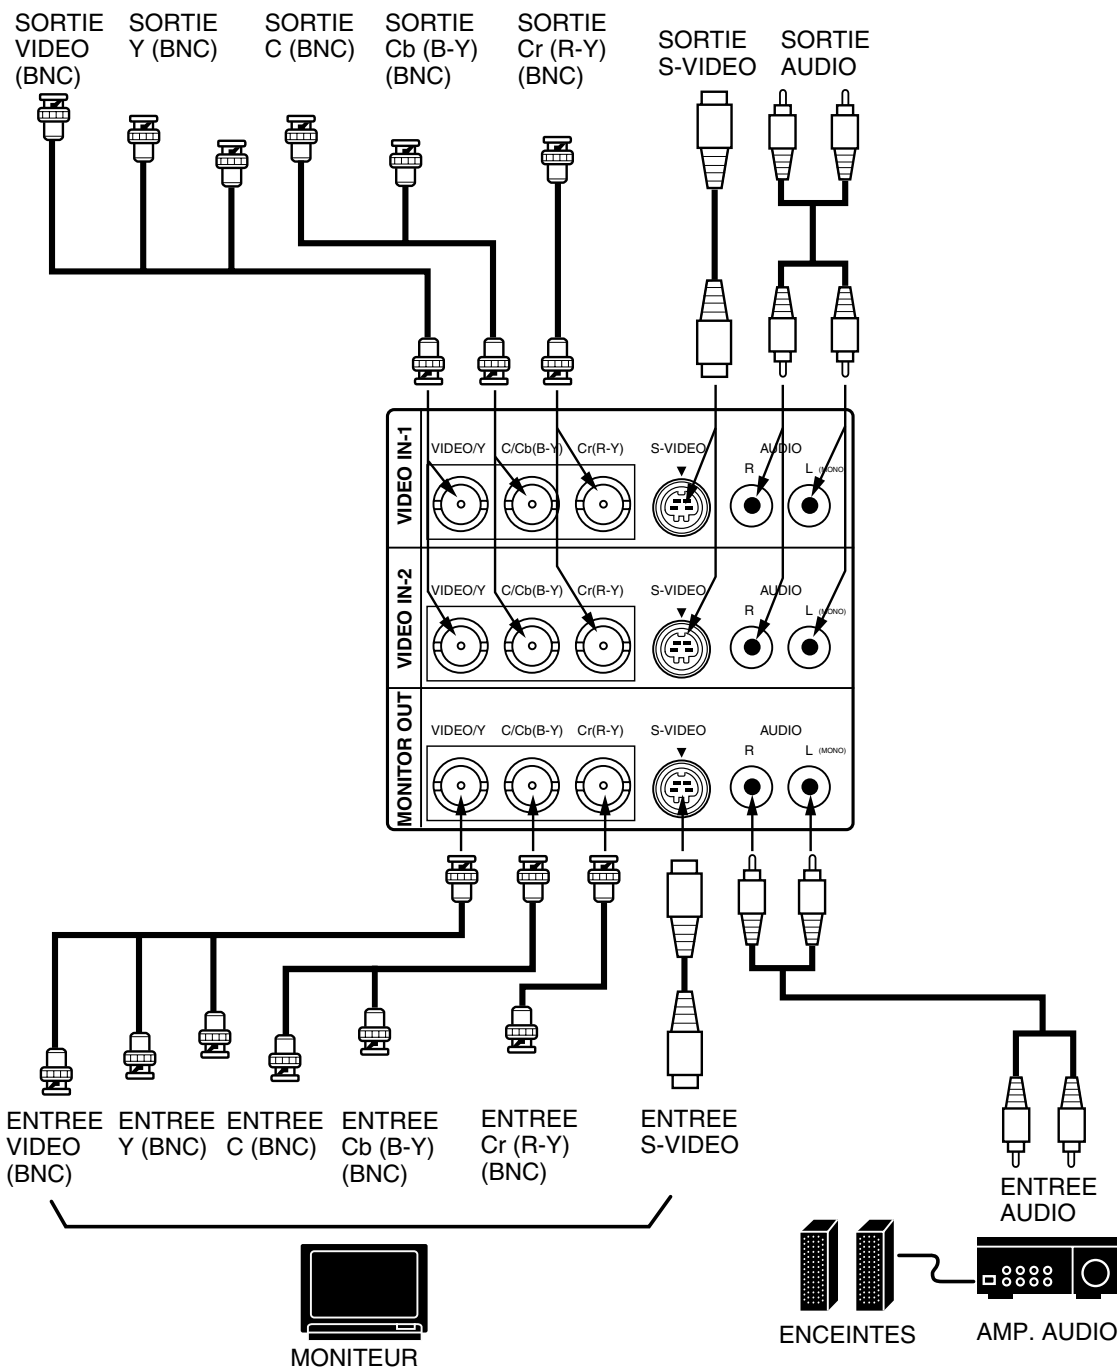 SORTIE
VIDEO
(BNC)
SORTIE
Y (BNC)
SORTIE
C (BNC)
SORTIE
Cb (B-Y)
(BNC)
SORTIE
Cr (R-Y)
(BNC)
SORTIE
S-VIDEO
SORTIE
AUDIO
VIDEO IN-1
VIDEO/Y
C/Cb(B-Y)
Cr(R-Y)
S-VIDEO
AUDIO
R
L (MONO)
VIDEO IN-2
VIDEO/Y
C/Cb(B-Y)
Cr(R-Y)
S-VIDEO
AUDIO
R
L (MONO)
MONITOR OUT
VIDEO/Y
C/Cb(B-Y)
Cr(R-Y)
S-VIDEO
AUDIO
R
L (MONO)
ENTREE
VIDEO
(BNC)
ENTREE
Y (BNC)
ENTREE
C (BNC)
ENTREE
Cb (B-Y)
(BNC)
ENTREE
Cr (R-Y)
(BNC)
ENTREE
S-VIDEO
ENTREE
AUDIO
MONITEUR
ENCEINTES
AMP. AUDIO